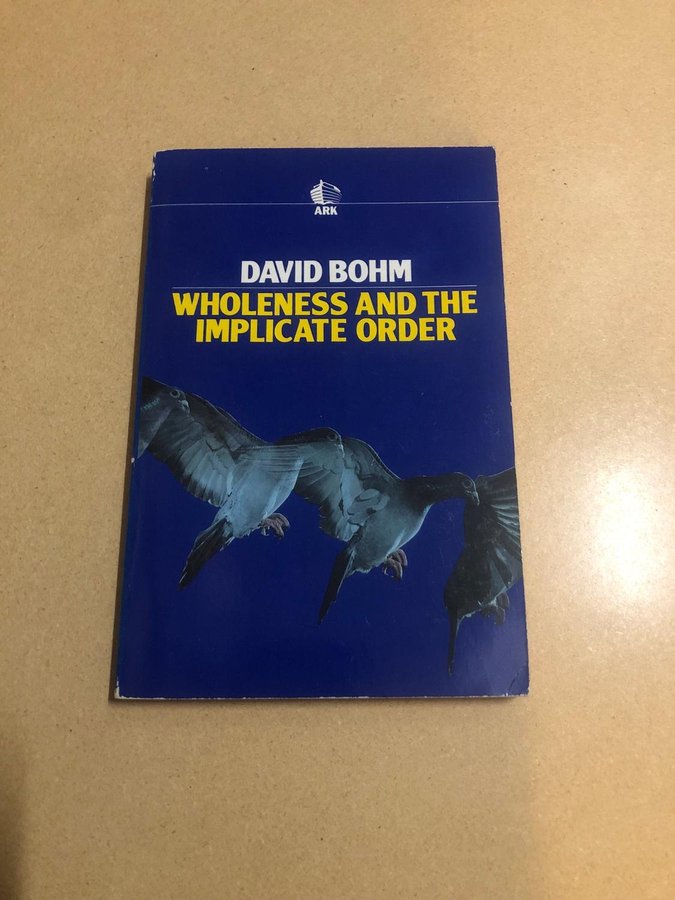 ARK
DAVID BOHM
WHOLENESS AND THE
IMPLICATE ORDER